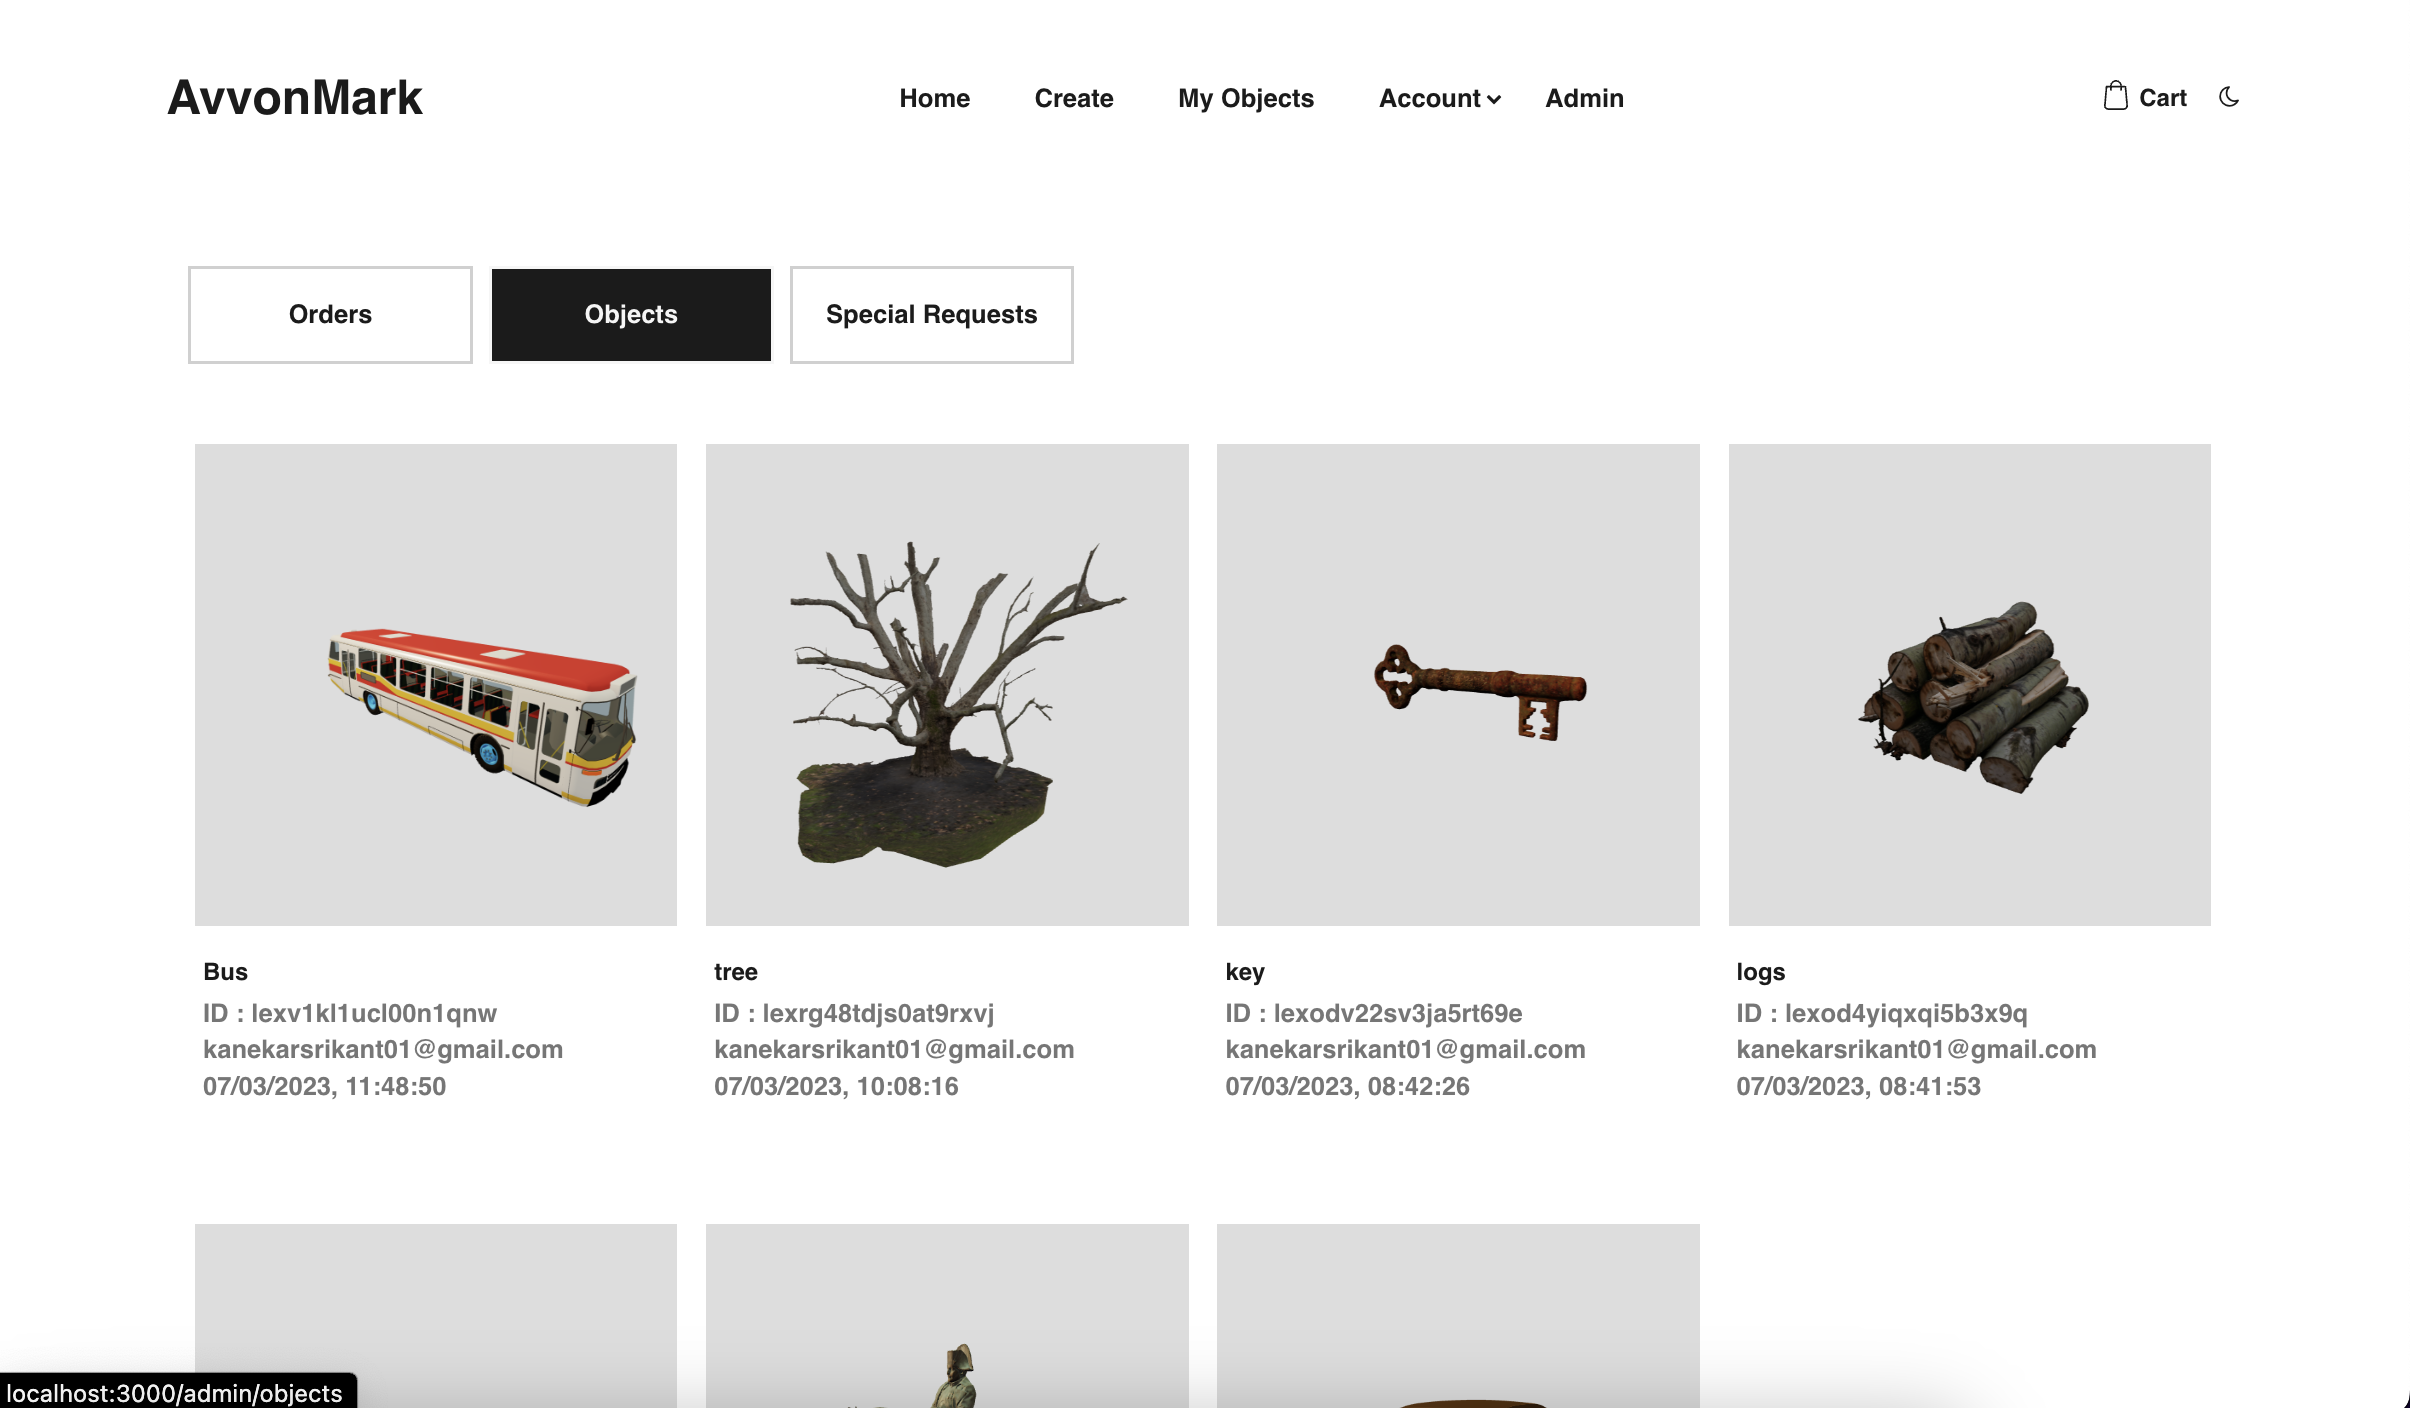 AvvonMark
Home Create My Objects Account Admin
Cart
Orders Objects Special Requests
Bus
ID : lexv1kl1ucl00n1qnw
kanekarsrikant01@gmail.com
07/03/2023, 11:48:50
tree
ID : lexrg48tdjs0at9rxvj
kanekarsrikant01@gmail.com
07/03/2023, 10:08:16
key
ID : lexodv22sv3ja5rt69e
kanekarsrikant01@gmail.com
07/03/2023, 08:42:26
logs
ID : lexod4yiqxqi5b3x9q
kanekarsrikant01@gmail.com
07/03/2023, 08:41:53
localhost:3000/admin/objects